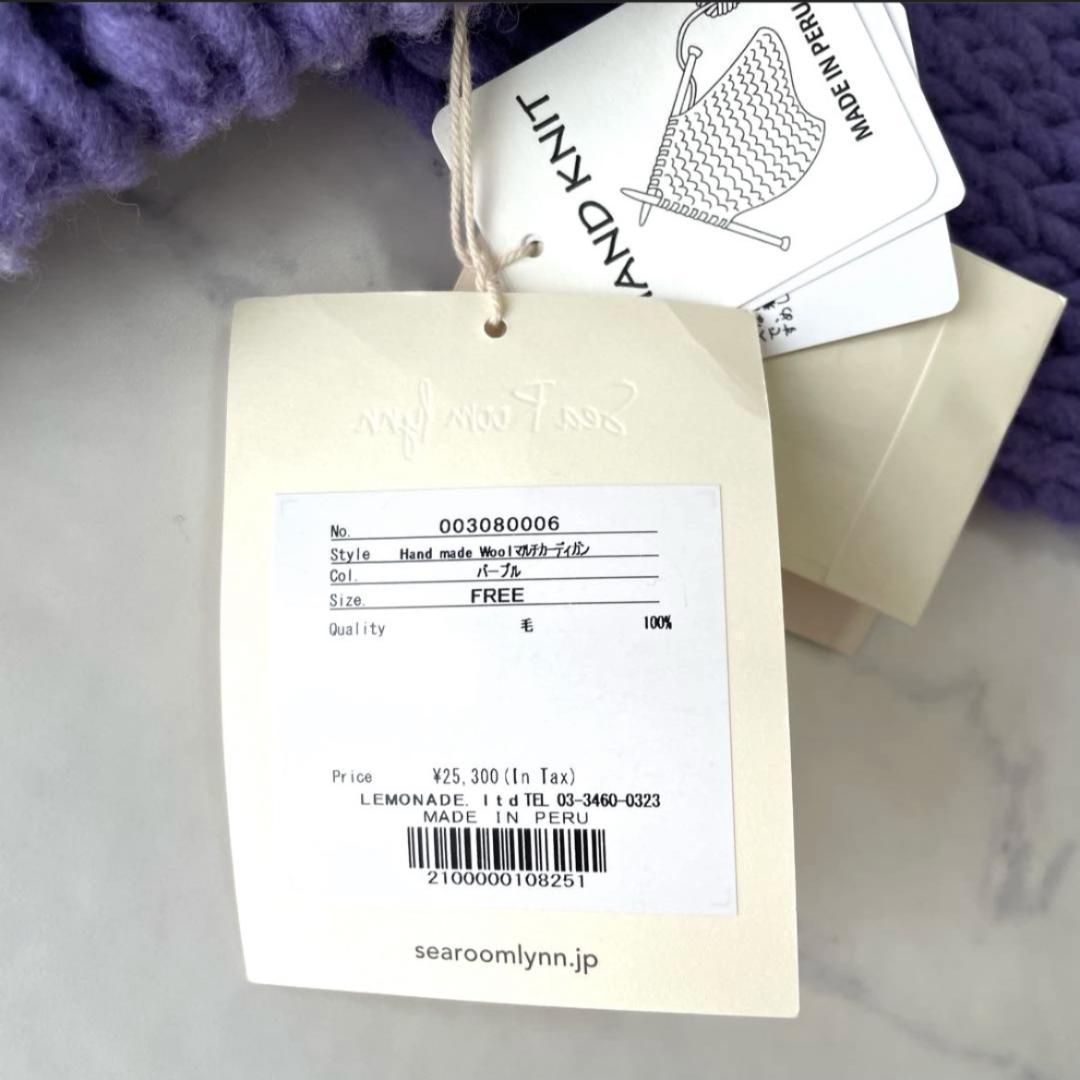 HAND KNIT
MADE IN PERU
Sea Room lynn
No. 003080006
Style Hand made Woolマルチカーディガン
Col. パープル
Size. FREE
Quality 毛 100%
Price ¥25,300(In Tax)
LEMONADE. ltd TEL 03-3460-0323
MADE IN PERU
2100000108251
searoomlynn.jp